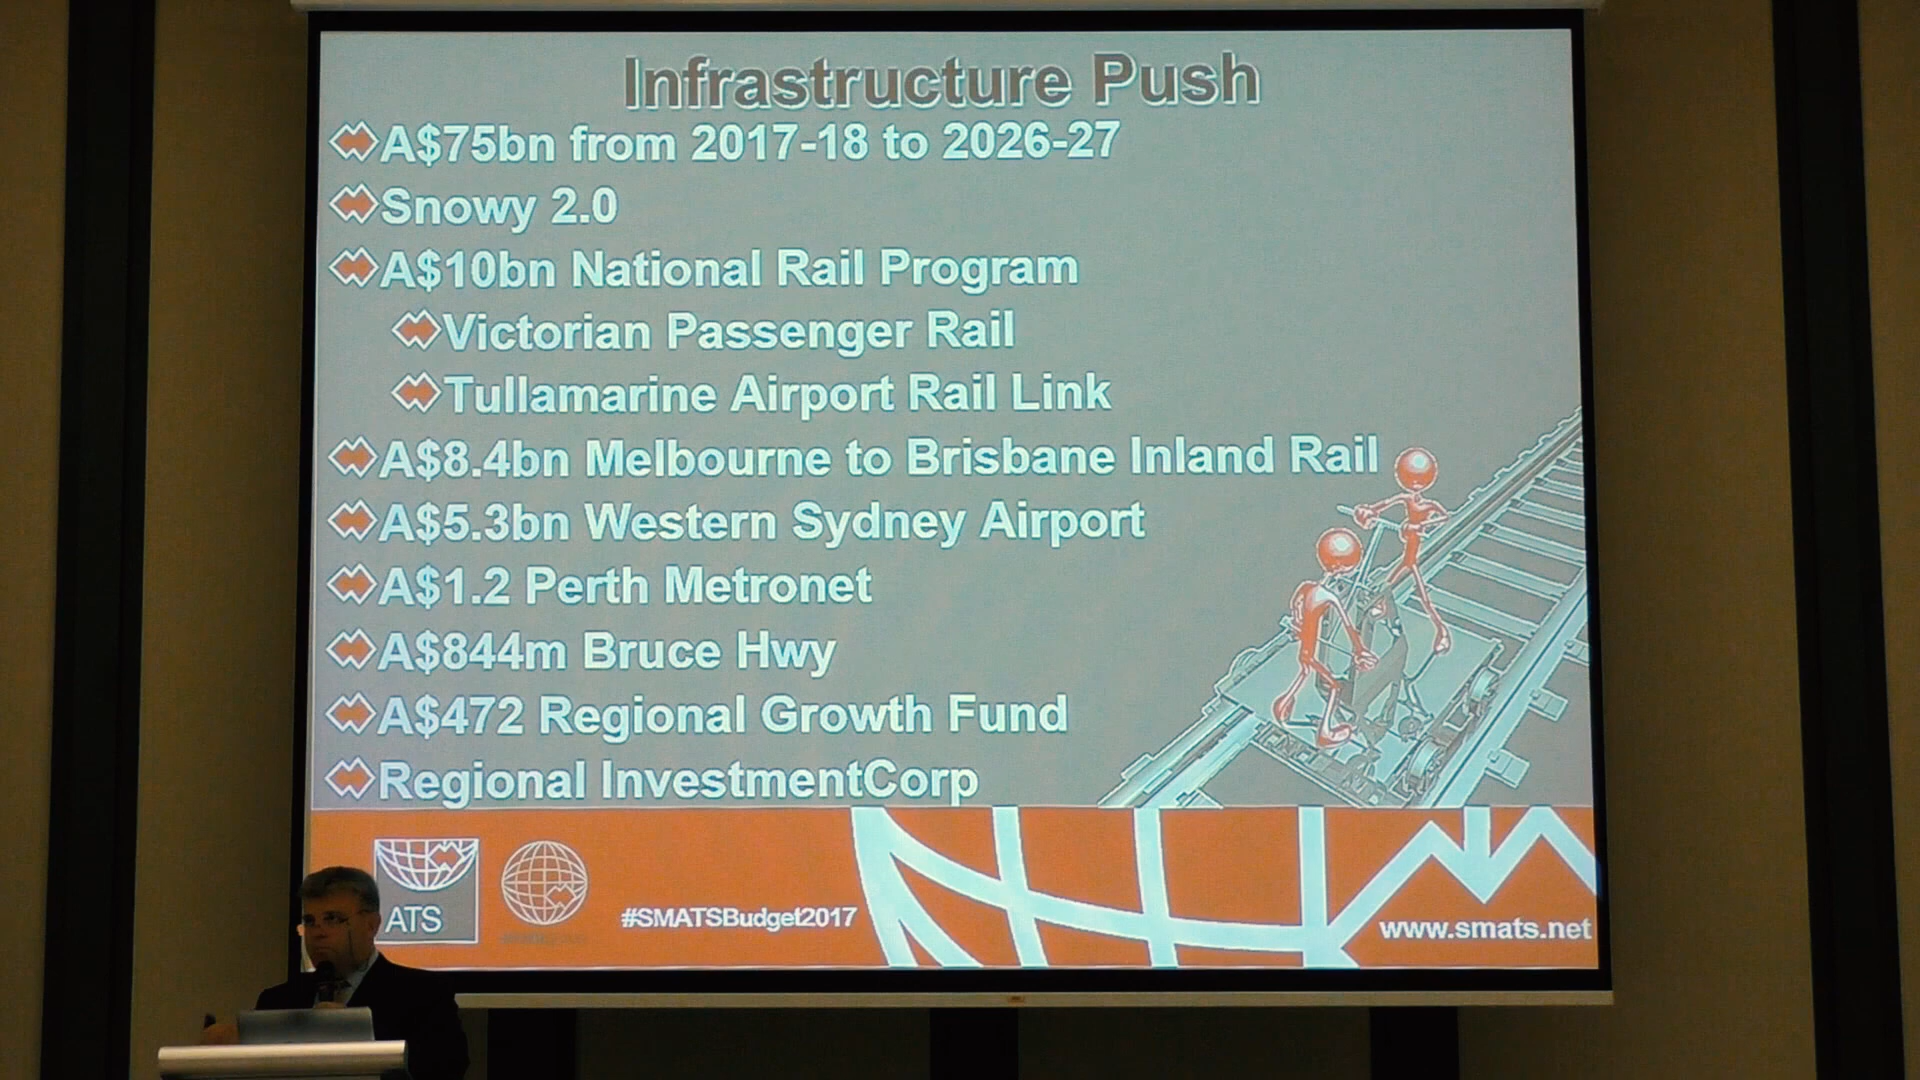 Infrastructure Push
A$75bn from 2017-18 to 2026-27
Snowy 2.0
A$10bn National Rail Program
Victorian Passenger Rail
Tullamarine Airport Rail Link
A$8.4bn Melbourne to Brisbane Inland Rail
A$5.3bn Western Sydney Airport
A$1.2 Perth Metronet
A$844m Bruce Hwy
A$472 Regional Growth Fund
Regional InvestmentCorp
ATS
#SMATSBudget2017
www.smats.net